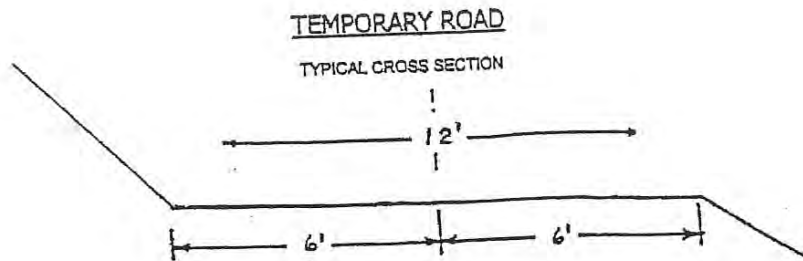 TEMPORARY ROAD
TYPICAL CROSS SECTION
12'
6' 6'